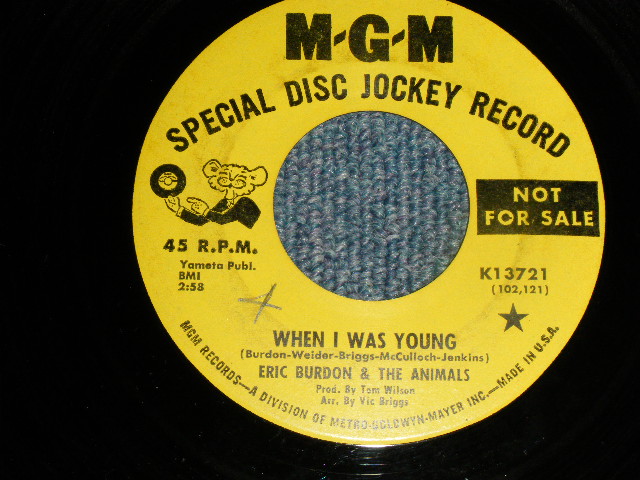 M-G-M
SPECIAL DISC JOCKEY RECORD
NOT
FOR SALE
45 R.P.M.
Yameta Publ.
BMI
2:58
K13721
(102,121)
WHEN I WAS YOUNG
(Burdon-Weider-Briggs-McCulloch-Jenkins)
ERIC BURDON & THE ANIMALS
Prod. By Tom Wilson
Arr. By Vic Briggs
MGM RECORDS—A DIVISION OF METRO-GOLDWYN-MAYER INC.—MADE IN U.S.A.